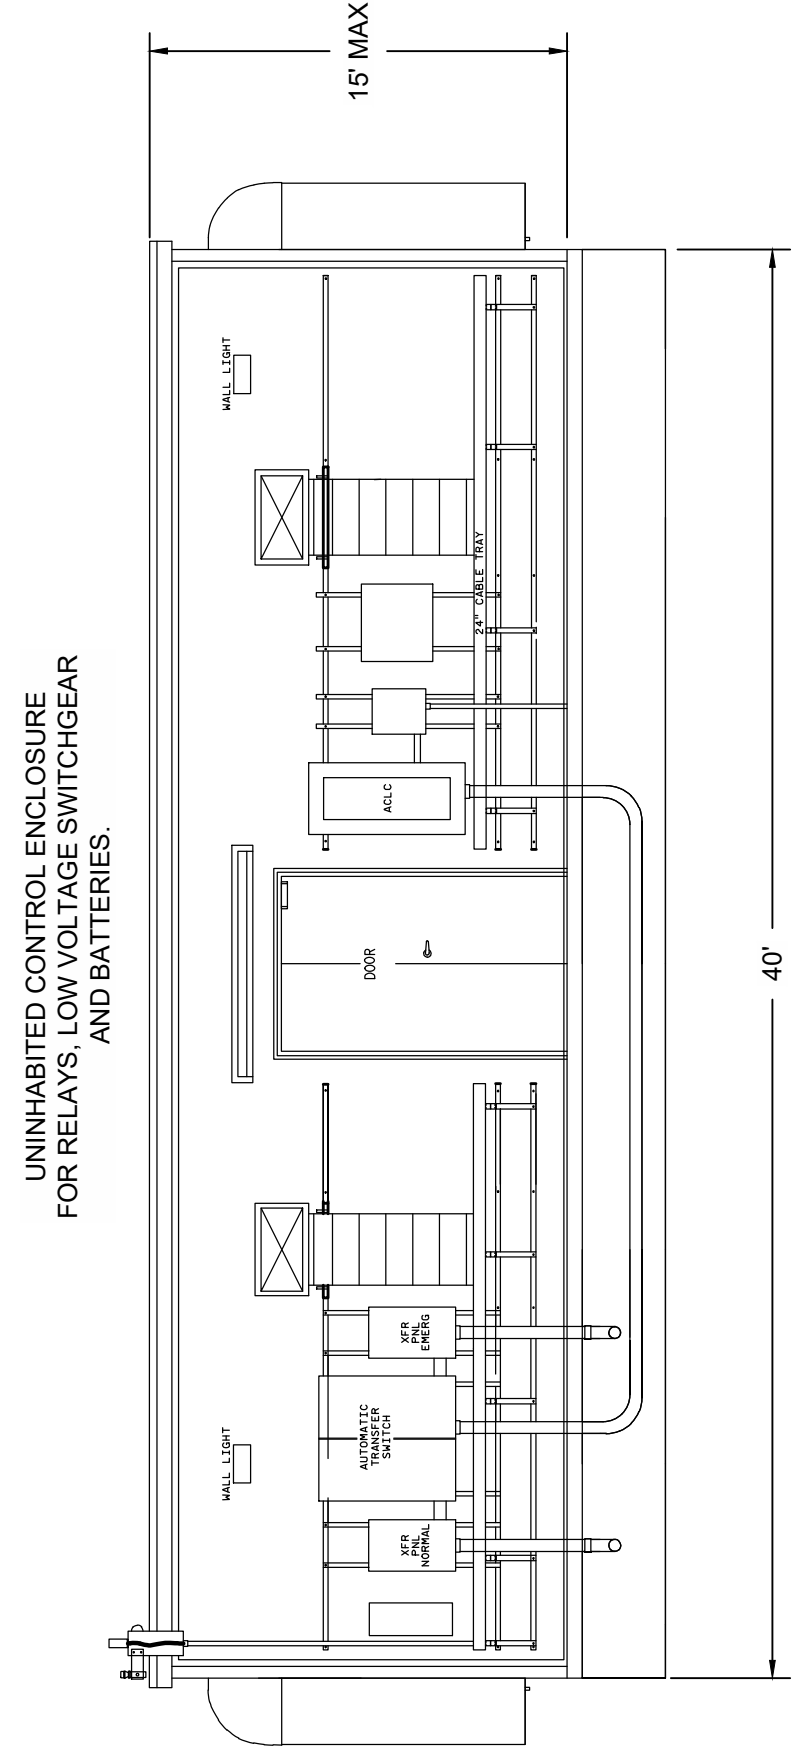 UNINHABITED CONTROL ENCLOSURE
FOR RELAYS, LOW VOLTAGE SWITCHGEAR
AND BATTERIES.
15' MAX
WALL LIGHT
WALL LIGHT
XFR
PNL
NORMAL
AUTOMATIC
TRANSFER
SWITCH
XFR
PNL
EMERG
DOOR
ACLC
24" CABLE TRAY
40'